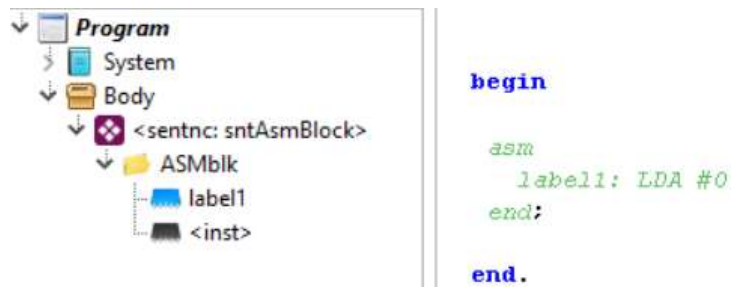 Program
System
Body
<sentnc: sntAsmBlock>
ASMblk
label1
<inst>
begin
asm
label1: LDA #0
end;
end.